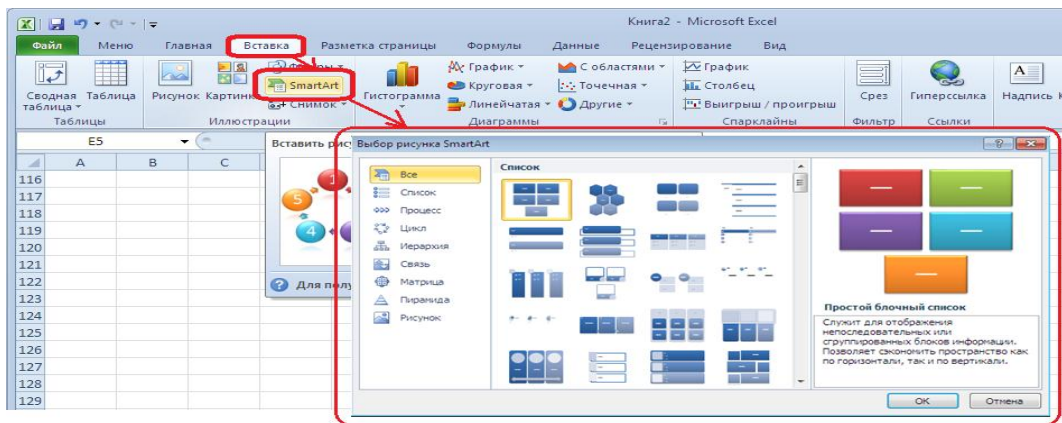 Книга2 - Microsoft Excel
Файл Меню Главная Вставка Разметка страницы Формулы Данные Рецензирование Вид
График С областями График
SmartArt Круговая Точечная Столбец
Сводная таблица Таблица Рисунок Картинк Снимок Гистограмма Линейчатая Другие Выигрыш / проигрыш Срез Гиперссылка Надпись К
Таблицы Иллюстрации Диаграммы Спарклайны Фильтр Ссылки
E5
Вставить рис
Выбор рисунка SmartArt
A B C
116
117
118
119
120
121
122
123
124
125
126
127
128
129
1
5
4
Для полу
Все
Список
Процесс
Цикл
Иерархия
Связь
Матрица
Пирамида
Рисунок
Список
Простой блочный список
Служит для отображения
непоследовательных или
сгруппированных блоков информации.
Позволяет сэкономить пространство как
по горизонтали, так и по вертикали.
OK Отмена